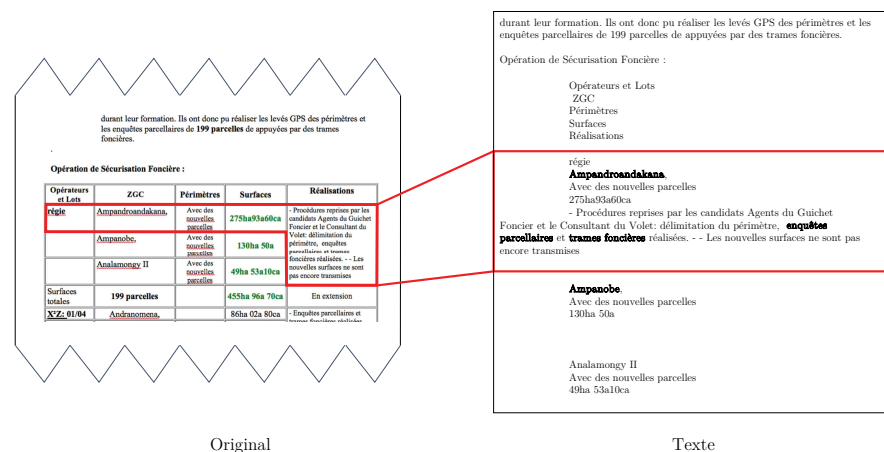 durant leur formation. Ils ont donc pu réaliser les levés GPS des périmètres et
les enquêtes parcellaires de 199 parcelles de appuyées par des trames
foncières.
.
Opération de Sécurisation Foncière :
Opérateurs et Lots ZGC Périmètres Surfaces Réalisations
régie Ampandroandakana, Avec des nouvelles parcelles 275ha93a60ca - Procédures reprises par les
candidats Agents du Guichet
Foncier et le Consultant du
Volet: délimitation du
périmètre, enquêtes
parcellaires et trames
foncières réalisées. - - Les
nouvelles surfaces ne sont
pas encore transmises
Ampanobe, Avec des nouvelles parcelles 130ha 50a
Analamongy II Avec des nouvelles parcelles 49ha 53a10ca
Surfaces totales 199 parcelles 455ha 96a 70ca En extension
X²Z: 01/04 Andranomena, 86ha 02a 80ca - Enquêtes parcellaires et
trames foncières réalisées
Original
durant leur formation. Ils ont donc pu réaliser les levés GPS des périmètres et les
enquêtes parcellaires de 199 parcelles de appuyées par des trames foncières.
Opération de Sécurisation Foncière :
Opérateurs et Lots
ZGC
Périmètres
Surfaces
Réalisations
régie
Ampandroandakana,
Avec des nouvelles parcelles
275ha93a60ca
- Procédures reprises par les candidats Agents du Guichet
Foncier et le Consultant du Volet: délimitation du périmètre, enquêtes
parcellaires et trames foncières réalisées. - - Les nouvelles surfaces ne sont pas
encore transmises
Ampanobe,
Avec des nouvelles parcelles
130ha 50a
Analamongy II
Avec des nouvelles parcelles
49ha 53a10ca
Texte